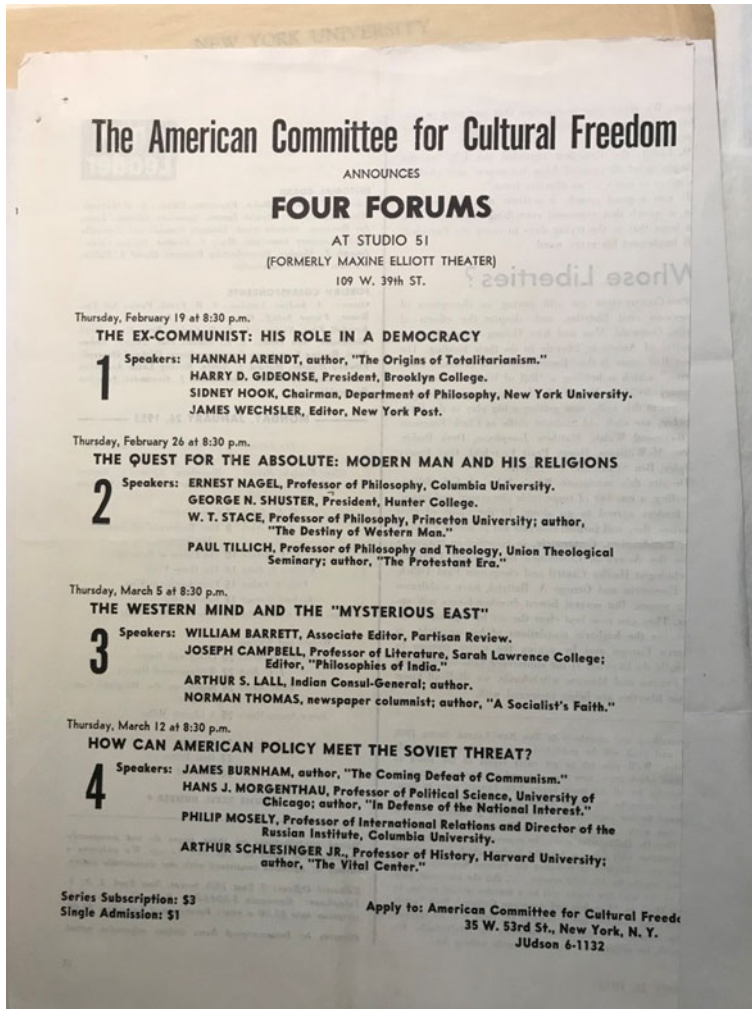 NEW YORK UNIVERSITY
The American Committee for Cultural Freedom
ANNOUNCES
FOUR FORUMS
AT STUDIO 51
(FORMERLY MAXINE ELLIOTT THEATER)
109 W. 39th ST.
Whose Liberties?
Thursday, February 19 at 8:30 p.m.
THE EX-COMMUNIST: HIS ROLE IN A DEMOCRACY
1 Speakers: HANNAH ARENDT, author, "The Origins of Totalitarianism."
HARRY D. GIDEONSE, President, Brooklyn College.
SIDNEY HOOK, Chairman, Department of Philosophy, New York University.
JAMES WECHSLER, Editor, New York Post.
Thursday, February 26 at 8:30 p.m.
THE QUEST FOR THE ABSOLUTE: MODERN MAN AND HIS RELIGIONS
2 Speakers: ERNEST NAGEL, Professor of Philosophy, Columbia University.
GEORGE N. SHUSTER, President, Hunter College.
W. T. STACE, Professor of Philosophy, Princeton University; author,
"The Destiny of Western Man."
PAUL TILLICH, Professor of Philosophy and Theology, Union Theological
Seminary; author, "The Protestant Era."
Thursday, March 5 at 8:30 p.m.
THE WESTERN MIND AND THE "MYSTERIOUS EAST"
3 Speakers: WILLIAM BARRETT, Associate Editor, Partisan Review.
JOSEPH CAMPBELL, Professor of Literature, Sarah Lawrence College;
Editor, "Philosophies of India."
ARTHUR S. LALL, Indian Consul-General; author.
NORMAN THOMAS, newspaper columnist; author, "A Socialist's Faith."
Thursday, March 12 at 8:30 p.m.
HOW CAN AMERICAN POLICY MEET THE SOVIET THREAT?
4 Speakers: JAMES BURNHAM, author, "The Coming Defeat of Communism."
HANS J. MORGENTHAU, Professor of Political Science, University of
Chicago; author, "In Defense of the National Interest."
PHILIP MOSELY, Professor of International Relations and Director of the
Russian Institute, Columbia University.
ARTHUR SCHLESINGER JR., Professor of History, Harvard University;
author, "The Vital Center."
Series Subscription: $3
Single Admission: $1
Apply to: American Committee for Cultural Freedo
35 W. 53rd St., New York, N. Y.
JUdson 6-1132